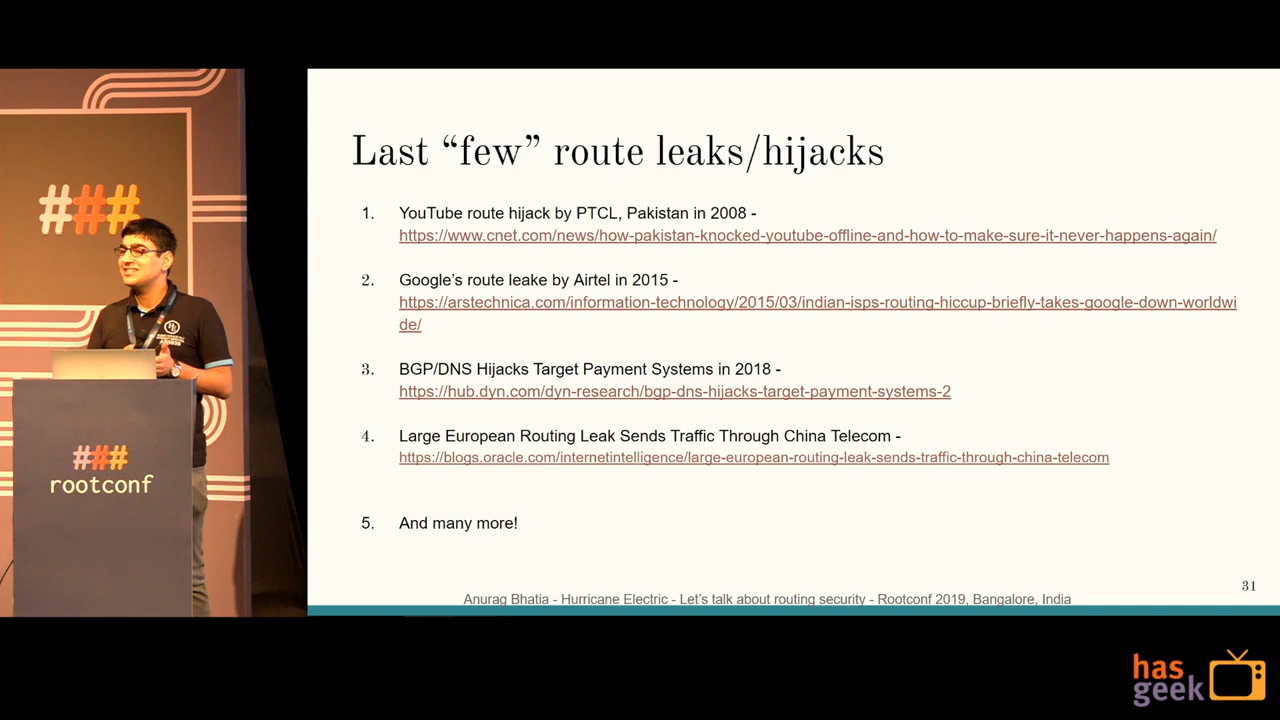 ###
###
rootconf
Last “few” route leaks/hijacks
1. YouTube route hijack by PTCL, Pakistan in 2008 -
https://www.cnet.com/news/how-pakistan-knocked-youtube-offline-and-how-to-make-sure-it-never-happens-again/
2. Google’s route leake by Airtel in 2015 -
https://arstechnica.com/information-technology/2015/03/indian-isps-routing-hiccup-briefly-takes-google-down-worldwi
de/
3. BGP/DNS Hijacks Target Payment Systems in 2018 -
https://hub.dyn.com/dyn-research/bgp-dns-hijacks-target-payment-systems-2
4. Large European Routing Leak Sends Traffic Through China Telecom -
https://blogs.oracle.com/internetintelligence/large-european-routing-leak-sends-traffic-through-china-telecom
5. And many more!
31
Anurag Bhatia - Hurricane Electric - Let’s talk about routing security - Rootconf 2019, Bangalore, India
has
geek